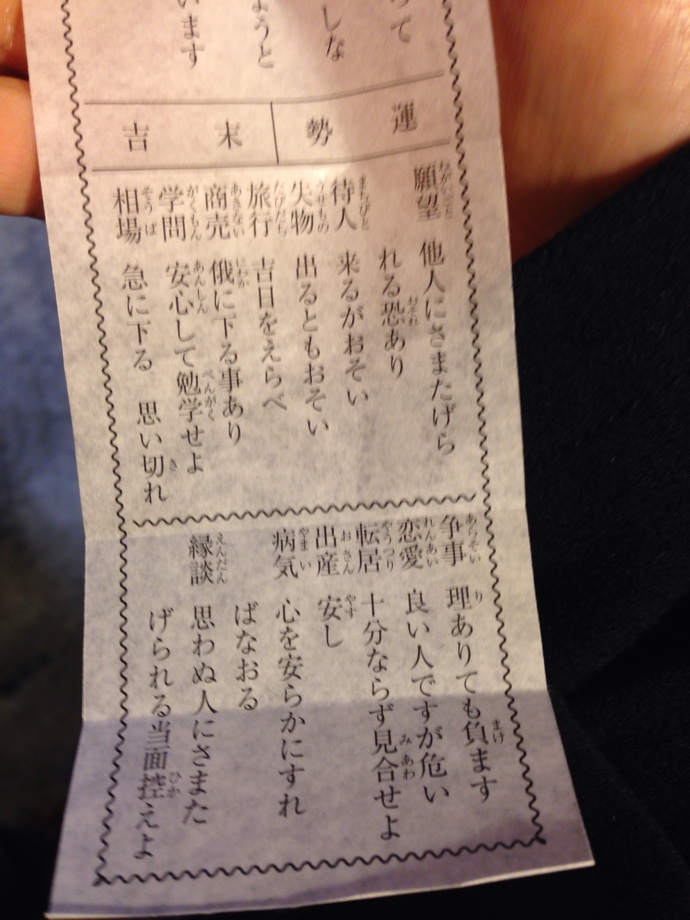 って
しな
ようと
います
運勢 末吉
願望 他人にさまたげら
れる恐あり
待人 来るがおそい
失物 出るともおそい
旅行 吉日をえらべ
商売 俄に下る事あり
学問 安心して勉学せよ
相場 急に下る 思い切れ
争事 理ありても負ます
恋愛 良い人ですが危い
転居 十分ならず見合せよ
出産 安し
病気 心を安らかにすれ
ばなおる
縁談 思わぬ人にさまた
げられる当面控えよ